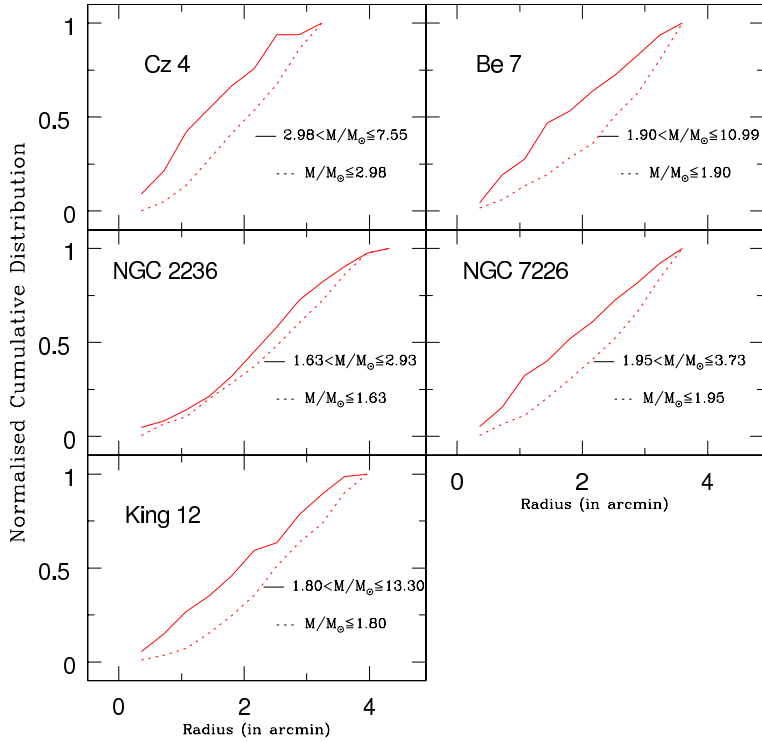 Normalised Cumulative Distribution
1
0.5
0
Cz 4
2.98<M/M⊙≦7.55
M/M⊙≦2.98
Be 7
1.90<M/M⊙≦10.99
M/M⊙≦1.90
1
0.5
0
NGC 2236
1.63<M/M⊙≦2.93
M/M⊙≦1.63
NGC 7226
1.95<M/M⊙≦3.73
M/M⊙≦1.95
0 2 4
Radius (in arcmin)
1
0.5
0
King 12
1.80<M/M⊙≦13.30
M/M⊙≦1.80
0 2 4
Radius (in arcmin)